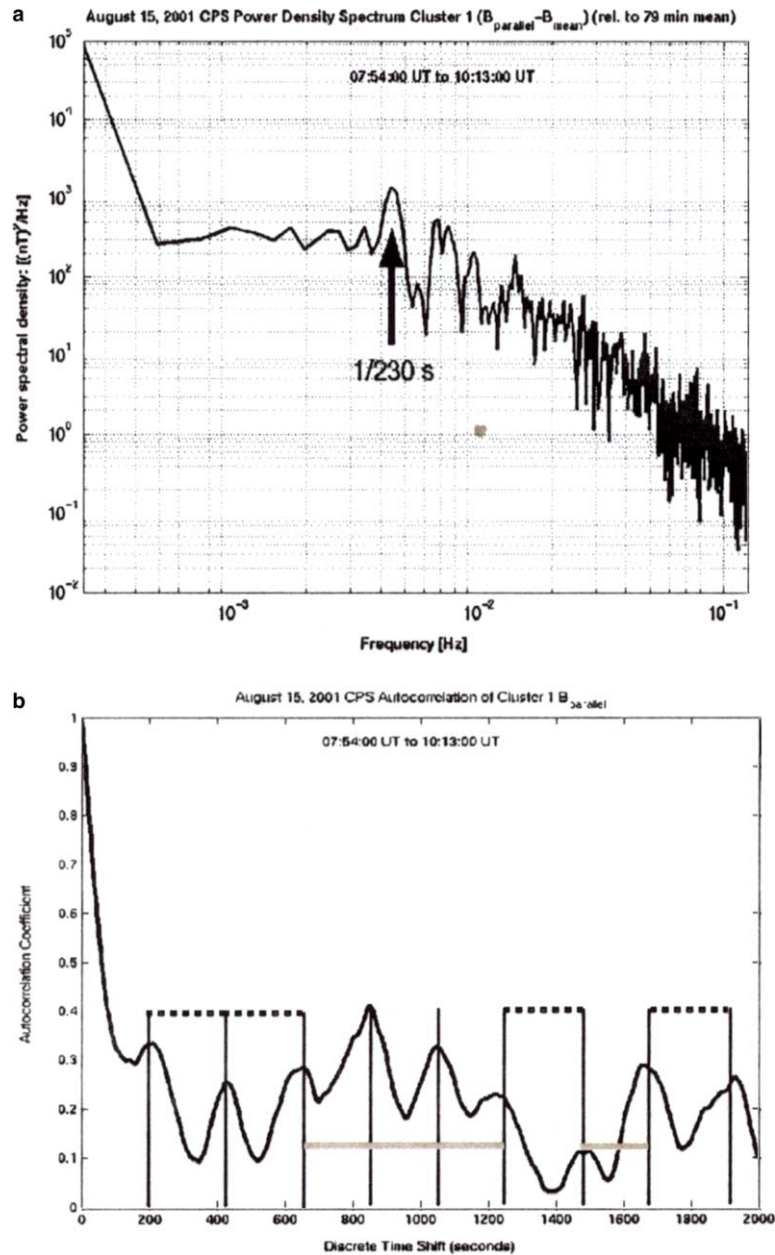 a
August 15, 2001 CPS Power Density Spectrum Cluster 1 (B_parallel-B_mean) (rel. to 79 min mean)
07:54:00 UT to 10:13:00 UT
Power spectral density: [(nT)²/Hz]
10⁵
10³
10²
10¹
10⁰
10⁻¹
10⁻²
1/230 s
10⁻³
10⁻²
10⁻¹
Frequency [Hz]
b
August 15, 2001 CPS Autocorrelation of Cluster 1 B_parallel
07:54:00 UT to 10:13:00 UT
Autocorrelation Coefficient
1
0.9
0.8
0.7
0.6
0.5
0.4
0.3
0.2
0.1
0
0 200 400 600 800 1000 1200 1400 1600 1800 2000
Discrete Time Shift (seconds)